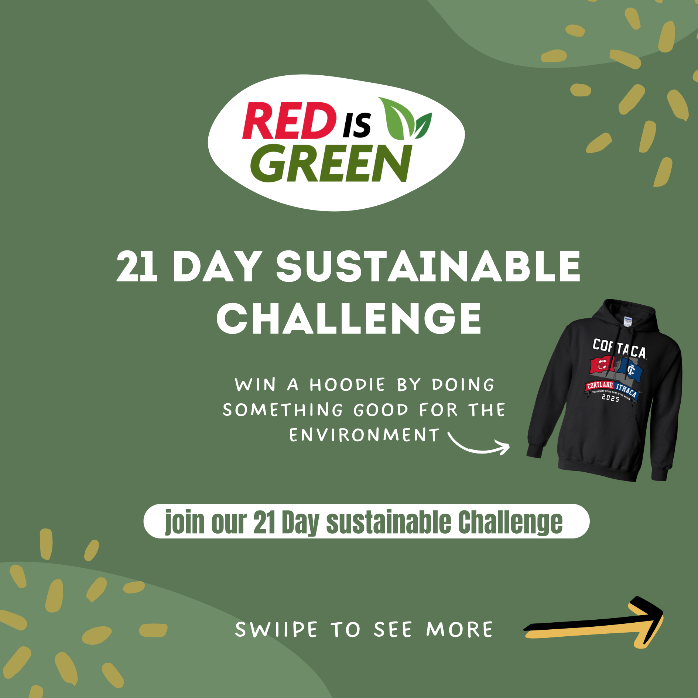 RED IS
GREEN
21 DAY SUSTAINABLE
CHALLENGE
WIN A HOODIE BY DOING
SOMETHING GOOD FOR THE
ENVIRONMENT
CORTACA
CORTLAND ITHACA
2025
join our 21 Day sustainable Challenge
SWIIPE TO SEE MORE